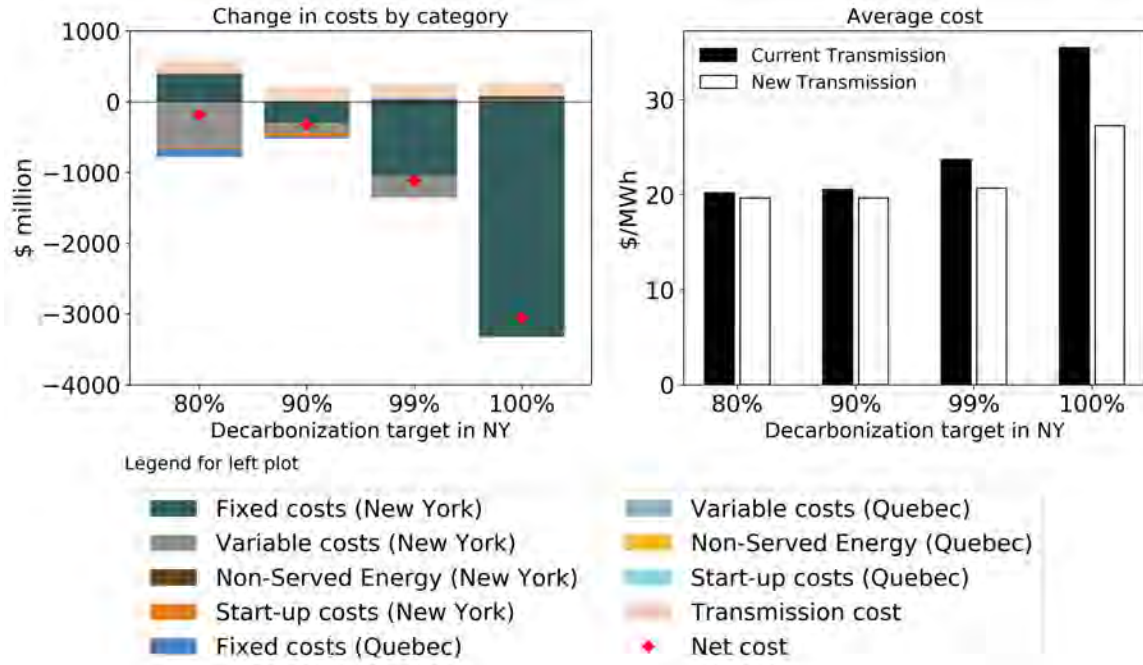 Change in costs by category
1000
0
−1000
−2000
−3000
−4000
$ million
80%
90%
99%
100%
Decarbonization target in NY
Average cost
Current Transmission
New Transmission
30
20
10
0
$/MWh
80%
90%
99%
100%
Decarbonization target in NY
Legend for left plot
Fixed costs (New York)
Variable costs (New York)
Non-Served Energy (New York)
Start-up costs (New York)
Fixed costs (Quebec)
Variable costs (Quebec)
Non-Served Energy (Quebec)
Start-up costs (Quebec)
Transmission cost
Net cost